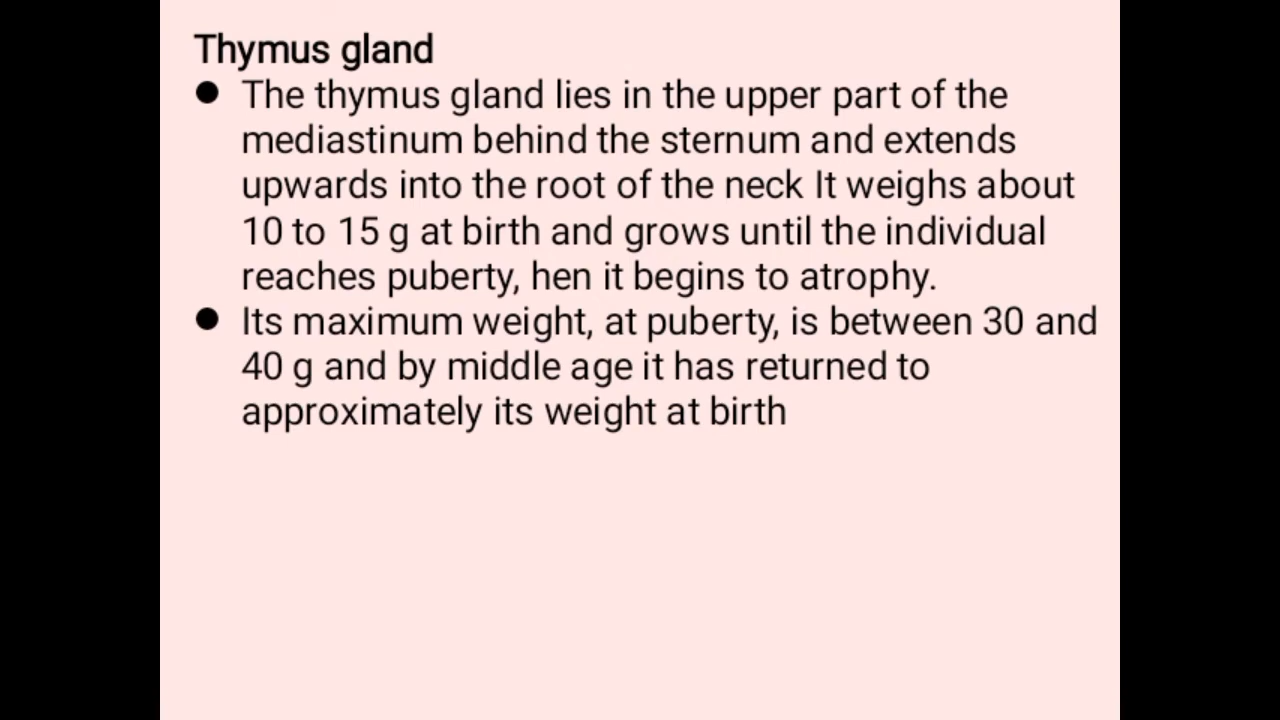 Thymus gland
● The thymus gland lies in the upper part of the
mediastinum behind the sternum and extends
upwards into the root of the neck It weighs about
10 to 15 g at birth and grows until the individual
reaches puberty, hen it begins to atrophy.
● Its maximum weight, at puberty, is between 30 and
40 g and by middle age it has returned to
approximately its weight at birth